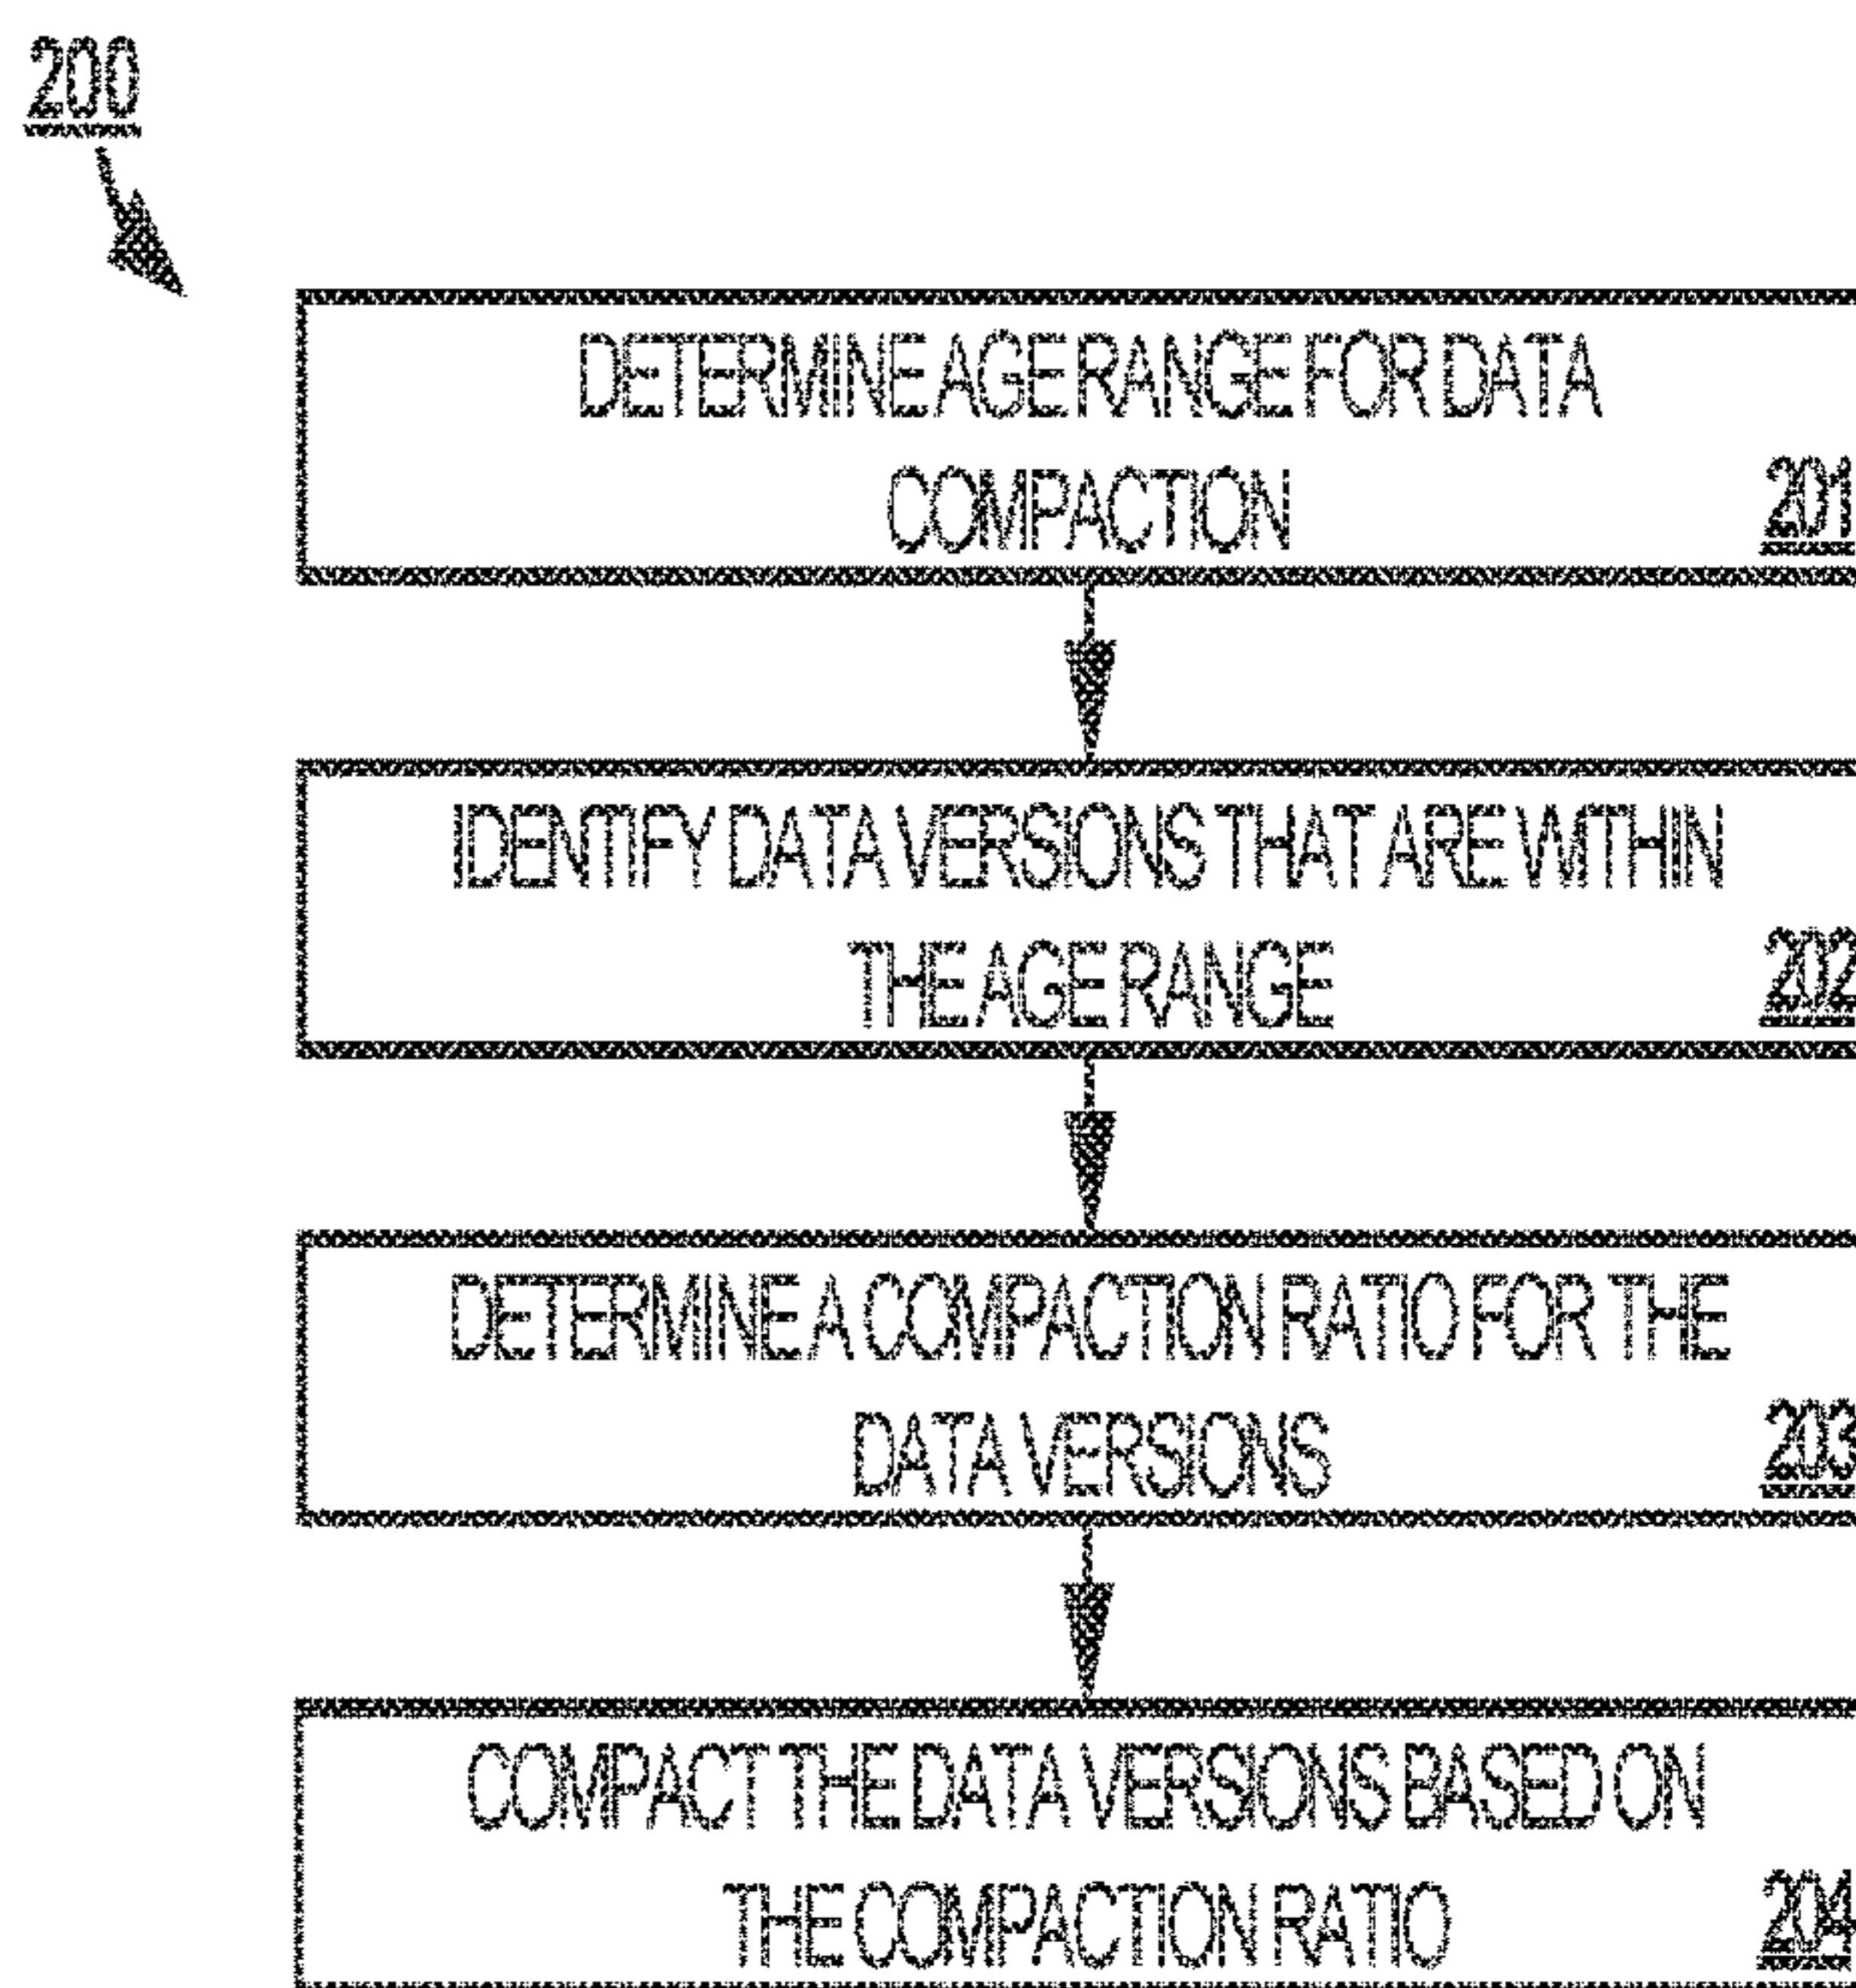 200
DETERMINE AGE RANGE FOR DATA
COMPACTION
201
IDENTIFY DATA VERSIONS THAT ARE WITHIN
THE AGE RANGE
202
DETERMINE A COMPACTION RATIO FOR THE
DATA VERSIONS
203
COMPACT THE DATA VERSIONS BASED ON
THE COMPACTION RATIO
204